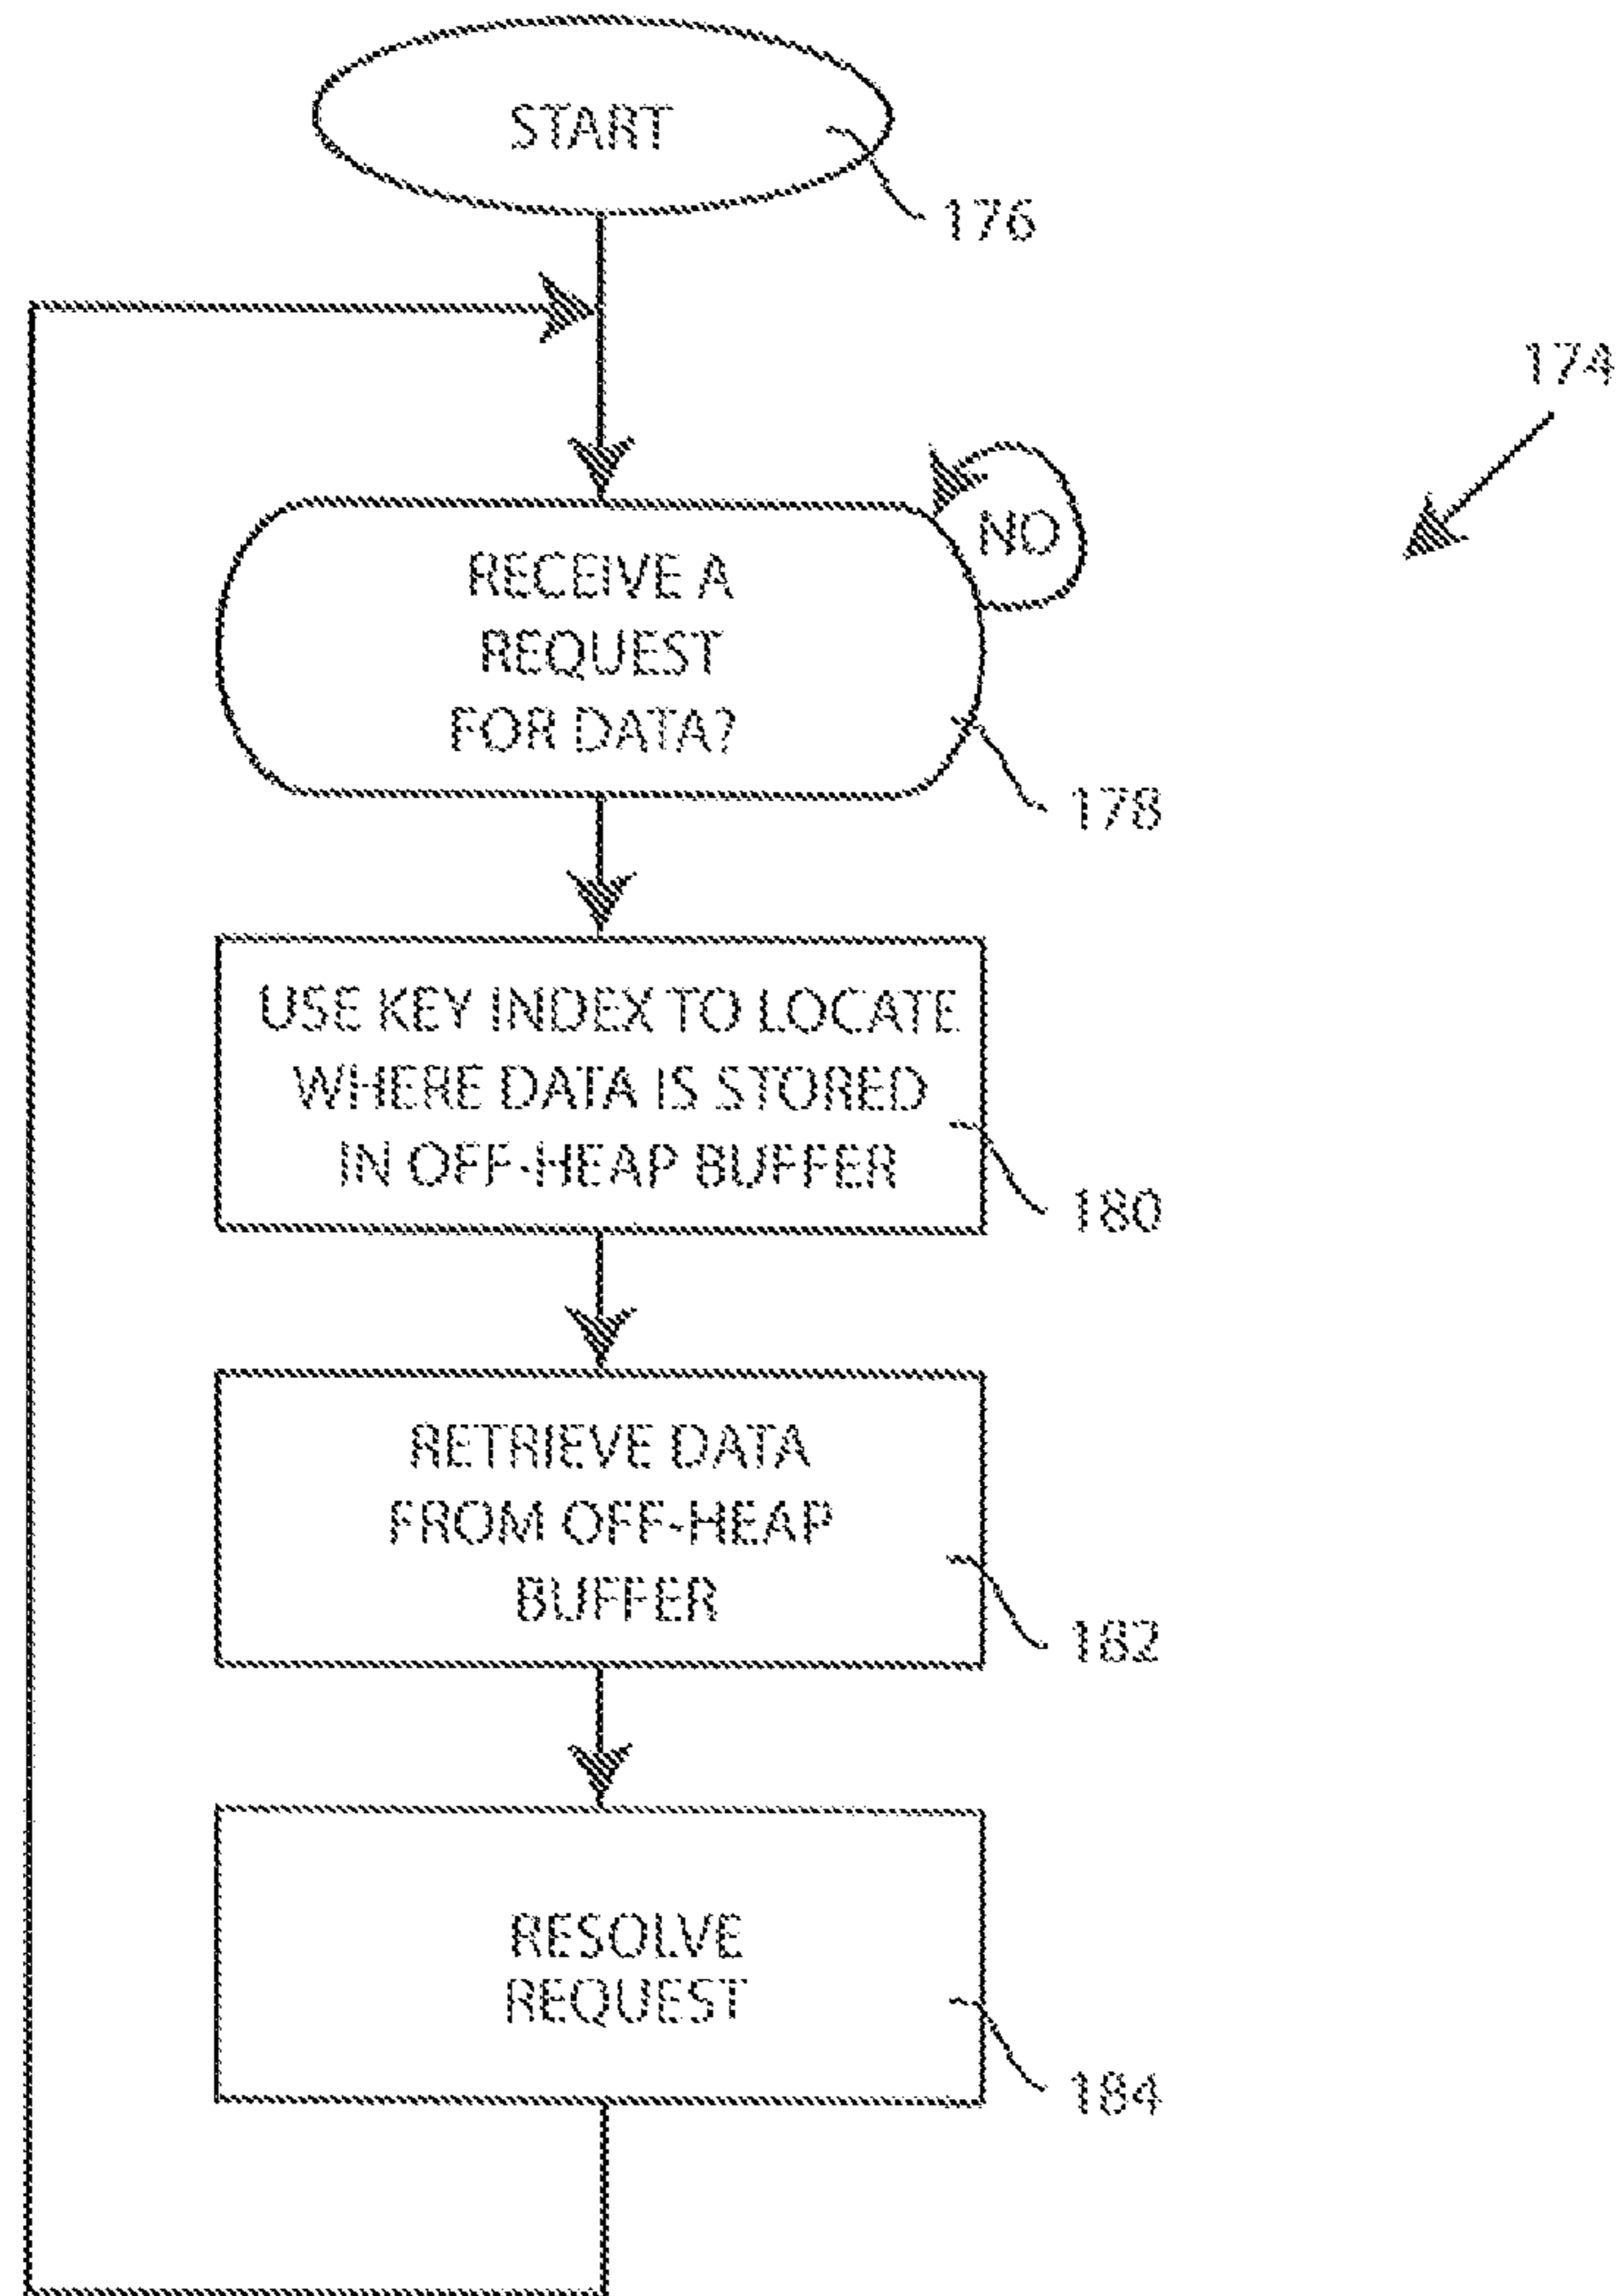 START
176
174
NO
RECEIVE A
REQUEST
FOR DATA?
178
USE KEY INDEX TO LOCATE
WHERE DATA IS STORED
IN OFF-HEAP BUFFER
180
RETRIEVE DATA
FROM OFF-HEAP
BUFFER
182
RESOLVE
REQUEST
184